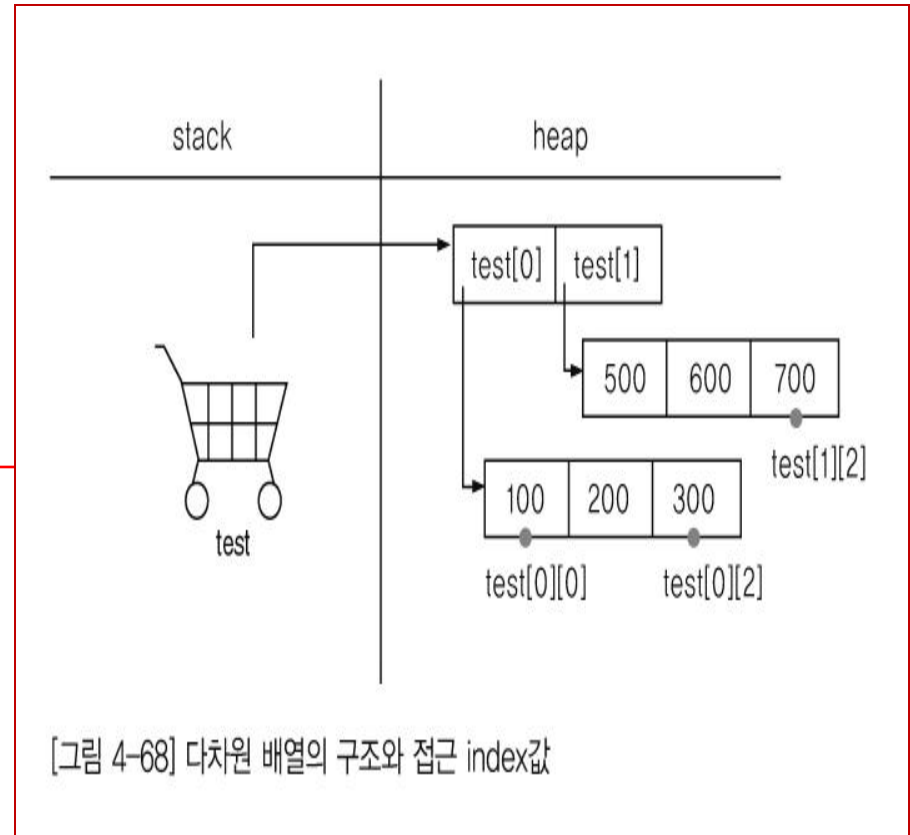 stack
heap
test[0] test[1]
500 600 700
test[1][2]
100 200 300
test
test[0][0] test[0][2]
[그림 4-68] 다차원 배열의 구조와 접근 index값